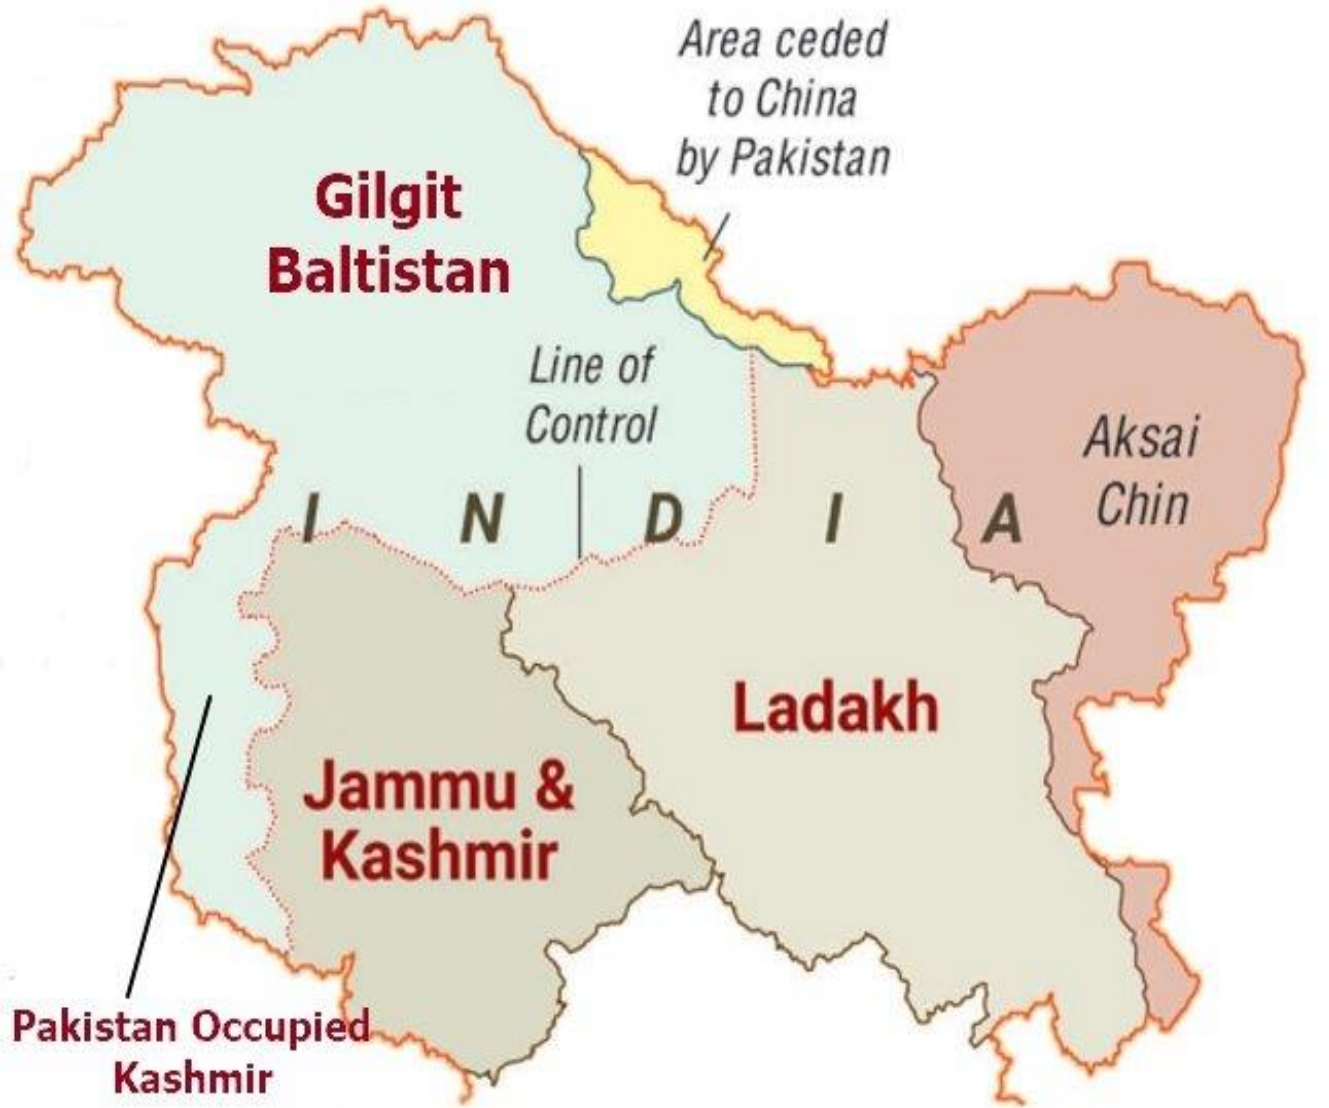 Area ceded
to China
by Pakistan
Gilgit
Baltistan
Line of
Control
Aksai
Chin
I N D I A
Ladakh
Jammu &
Kashmir
Pakistan Occupied
Kashmir